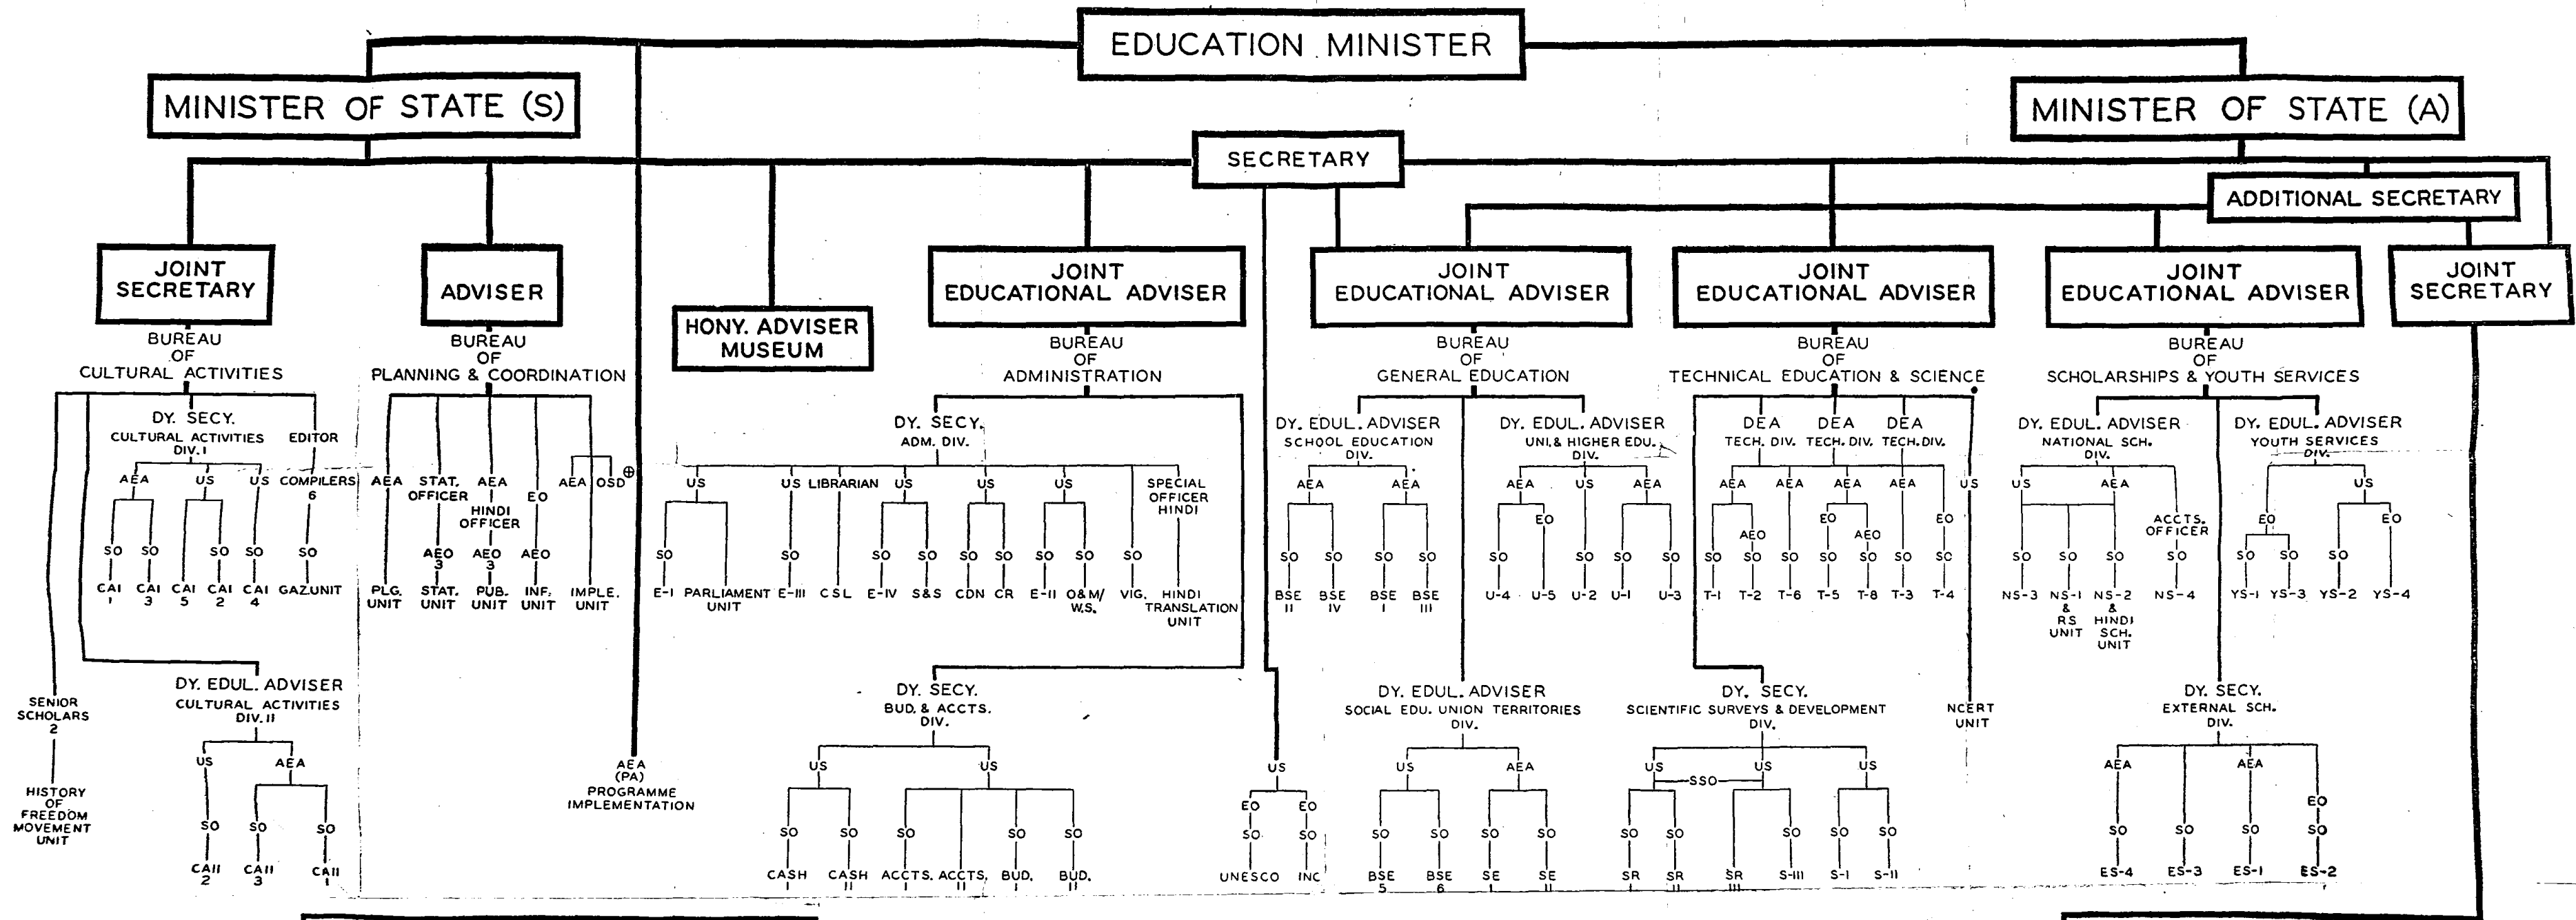 EDUCATION MINISTER
MINISTER OF STATE (S)
MINISTER OF STATE (A)
SECRETARY
ADDITIONAL SECRETARY
JOINT
SECRETARY
ADVISER
HONY. ADVISER
MUSEUM
JOINT
EDUCATIONAL ADVISER
JOINT
EDUCATIONAL ADVISER
JOINT
EDUCATIONAL ADVISER
JOINT
EDUCATIONAL ADVISER
JOINT
SECRETARY
BUREAU
OF
CULTURAL ACTIVITIES
DY. SECY.
CULTURAL ACTIVITIES
DIV. I
EDITOR
AEA
US
US
COMPILERS
6
SO
SO
SO
SO
SO
CAI
1
CAI
3
CAI
5
CAI
2
CAI
4
GAZ.UNIT
SENIOR
SCHOLARS
2
HISTORY
OF
FREEDOM
MOVEMENT
UNIT
DY. EDUL. ADVISER
CULTURAL ACTIVITIES
DIV. II
US
AEA
SO
SO
SO
CAII
2
CAII
3
CAII
1
BUREAU
OF
PLANNING & COORDINATION
AEA
STAT.
OFFICER
AEA
HINDI
OFFICER
EO
AEA
OSD
⊕
AEO
3
AEO
3
AEO
PLG.
UNIT
STAT.
UNIT
PUB.
UNIT
INF.
UNIT
IMPLE.
UNIT
AEA
(PA)
PROGRAMME
IMPLEMENTATION
BUREAU
OF
ADMINISTRATION
DY. SECY.
ADM. DIV.
US
US
LIBRARIAN
US
US
US
SPECIAL
OFFICER
HINDI
SO
SO
SO
SO
SO
SO
SO
SO
SO
E-I
PARLIAMENT
UNIT
E-III
CSL
E-IV
S&S
CDN
CR
E-II
O&M/
W.S.
VIG.
HINDI
TRANSLATION
UNIT
DY. SECY.
BUD. & ACCTS.
DIV.
US
US
SO
SO
SO
SO
SO
CASH
I
CASH
II
ACCTS.
I
ACCTS.
II
BUD.
I
BUD.
II
US
EO
EO
SO
SO
UNESCO
INC
BUREAU
OF
GENERAL EDUCATION
DY. EDUL. ADVISER
SCHOOL EDUCATION
DIV.
AEA
AEA
SO
SO
SO
SO
BSE
II
BSE
IV
BSE
I
BSE
III
DY. EDUL. ADVISER
UNI.& HIGHER EDU.
DIV.
AEA
US
AEA
EO
SO
SO
SO
SO
U-4
U-5
U-2
U-1
U-3
DY. EDUL. ADVISER
SOCIAL EDU. UNION TERRITORIES
DIV.
US
AEA
SO
SO
SO
SO
BSE
5
BSE
6
SE
I
SE
II
BUREAU
OF
TECHNICAL EDUCATION & SCIENCE
DEA
TECH. DIV.
DEA
TECH. DIV.
DEA
TECH. DIV.
AEA
AEA
AEA
AEA
US
AEO
EO
AEO
EO
SO
SO
SO
SO
SO
SO
SO
T-1
T-2
T-6
T-5
T-8
T-3
T-4
DY. SECY.
SCIENTIFIC SURVEYS & DEVELOPMENT
DIV.
NCERT
UNIT
US
SSO
US
US
SO
SO
SO
SO
SO
SR
I
SR
II
SR
III
S-III
S-I
S-II
BUREAU
OF
SCHOLARSHIPS & YOUTH SERVICES
DY. EDUL. ADVISER
NATIONAL SCH.
DIV.
US
AEA
ACCTS.
OFFICER
SO
SO
SO
SO
NS-3
NS-1
&
RS
UNIT
NS-2
&
HINDI
SCH.
UNIT
NS-4
DY. EDUL. ADVISER
YOUTH SERVICES
DIV.
US
EO
EO
SO
SO
SO
YS-1
YS-3
YS-2
YS-4
DY. SECY.
EXTERNAL SCH.
DIV.
AEA
AEA
EO
SO
SO
SO
SO
ES-4
ES-3
ES-1
ES-2